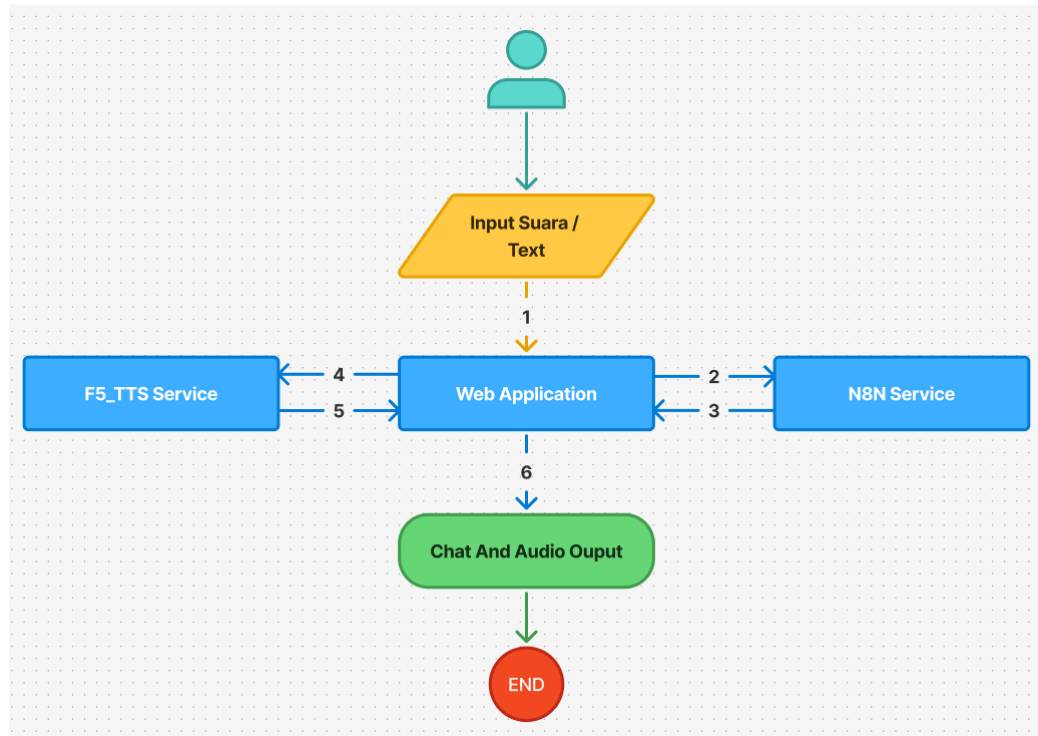 Input Suara /
Text
1
F5_TTS Service
4
5
Web Application
2
3
N8N Service
6
Chat And Audio Ouput
END